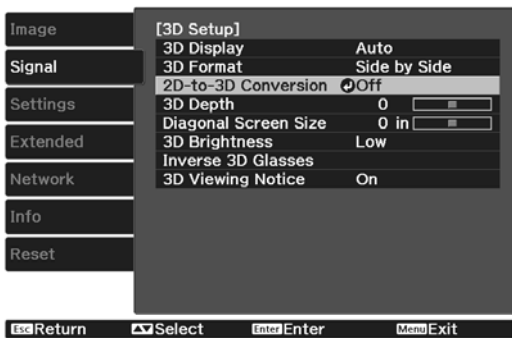 Image
Signal
Settings
Extended
Network
Info
Reset
[3D Setup]
3D Display Auto
3D Format Side by Side
2D-to-3D Conversion Off
3D Depth 0
Diagonal Screen Size 0 in
3D Brightness Low
Inverse 3D Glasses
3D Viewing Notice On
Esc Return Select Enter Enter Menu Exit